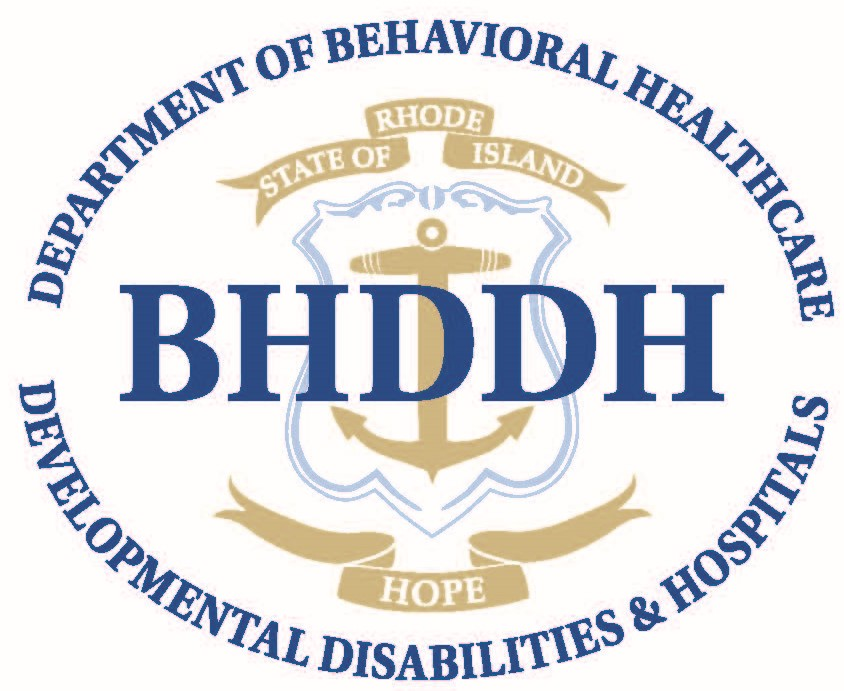 DEPARTMENT OF BEHAVIORAL HEALTHCARE
RHODE
STATE OF ISLAND
BHDDH
HOPE
DEVELOPMENTAL DISABILITIES & HOSPITALS